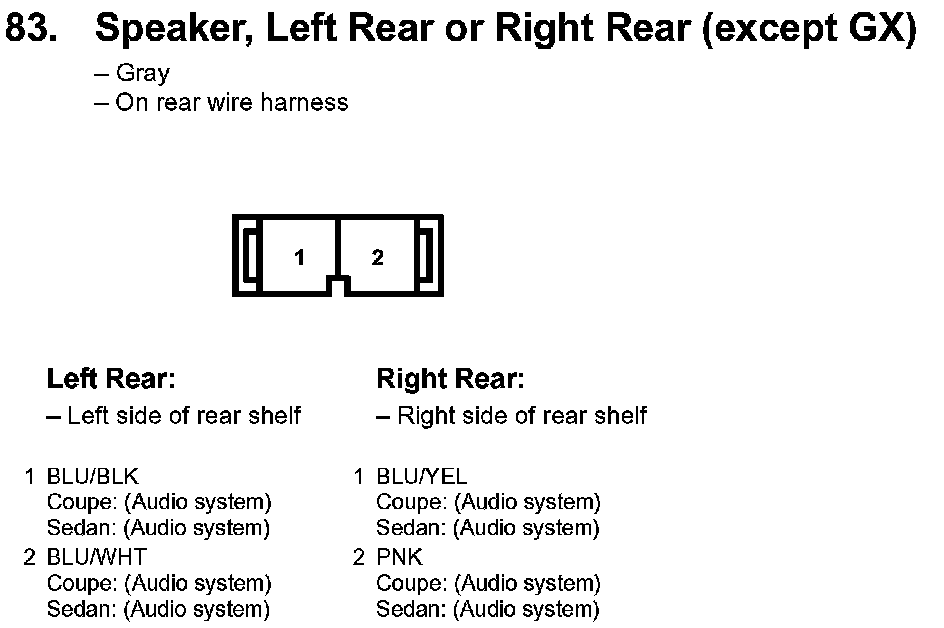 83. Speaker, Left Rear or Right Rear (except GX)
– Gray
– On rear wire harness
1 2
Left Rear:
– Left side of rear shelf
1 BLU/BLK
Coupe: (Audio system)
Sedan: (Audio system)
2 BLU/WHT
Coupe: (Audio system)
Sedan: (Audio system)
Right Rear:
– Right side of rear shelf
1 BLU/YEL
Coupe: (Audio system)
Sedan: (Audio system)
2 PNK
Coupe: (Audio system)
Sedan: (Audio system)